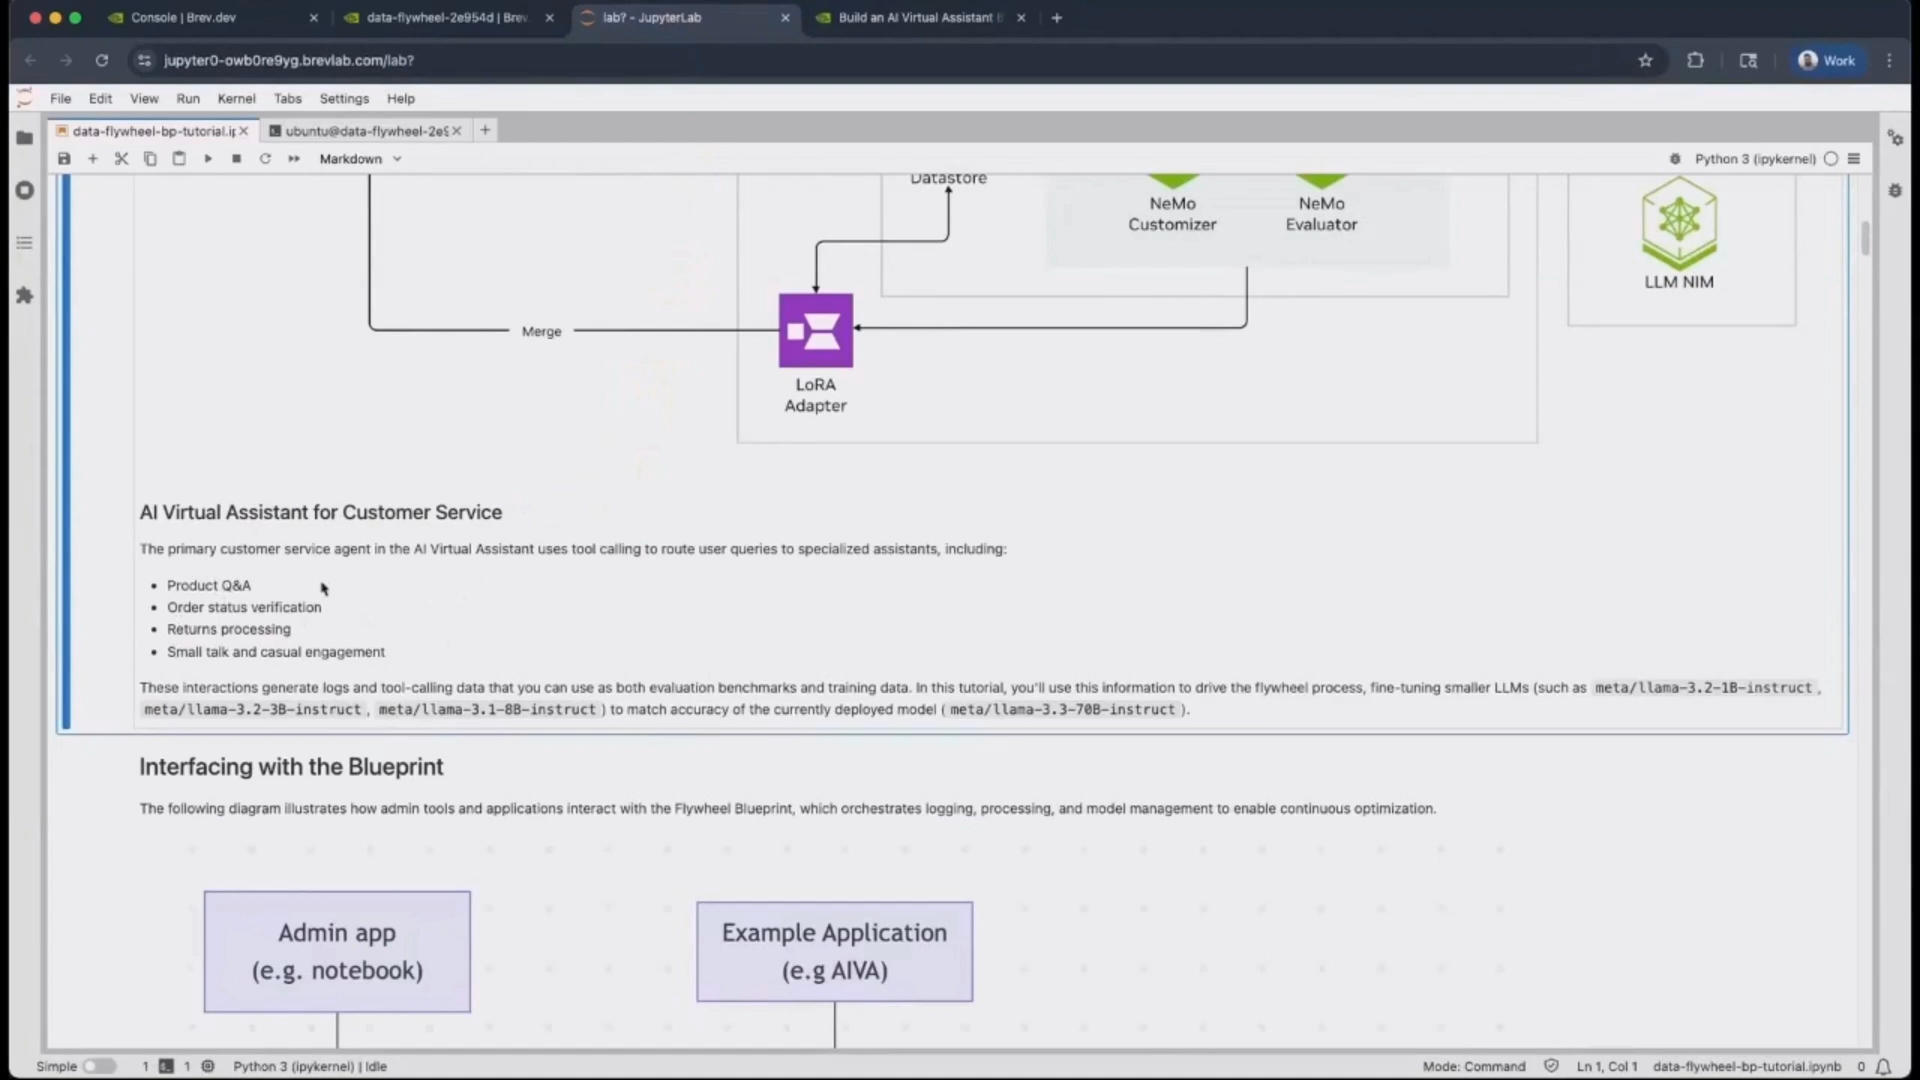 Console | Brev.dev
data-flywheel-2e954d | Brev.
lab? - JupyterLab
Build an AI Virtual Assistant
jupyter0-owb0re9yg.brevlab.com/lab?
Work
File Edit View Run Kernel Tabs Settings Help
data-flywheel-bp-tutorial.ip
ubuntu@data-flywheel-2e9
Markdown
Python 3 (ipykernel)
Datastore
NeMo
Customizer
NeMo
Evaluator
LLM NIM
Merge
LoRA
Adapter
AI Virtual Assistant for Customer Service
The primary customer service agent in the AI Virtual Assistant uses tool calling to route user queries to specialized assistants, including:
• Product Q&A
• Order status verification
• Returns processing
• Small talk and casual engagement
These interactions generate logs and tool-calling data that you can use as both evaluation benchmarks and training data. In this tutorial, you'll use this information to drive the flywheel process, fine-tuning smaller LLMs (such as meta/llama-3.2-1B-instruct,
meta/llama-3.2-3B-instruct, meta/llama-3.1-8B-instruct) to match accuracy of the currently deployed model (meta/llama-3.3-70B-instruct).
Interfacing with the Blueprint
The following diagram illustrates how admin tools and applications interact with the Flywheel Blueprint, which orchestrates logging, processing, and model management to enable continuous optimization.
Admin app
(e.g. notebook)
Example Application
(e.g AIVA)
Simple 1 1 Python 3 (ipykernel) | Idle
Mode: Command Ln 1, Col 1 data-flywheel-bp-tutorial.ipynb 0